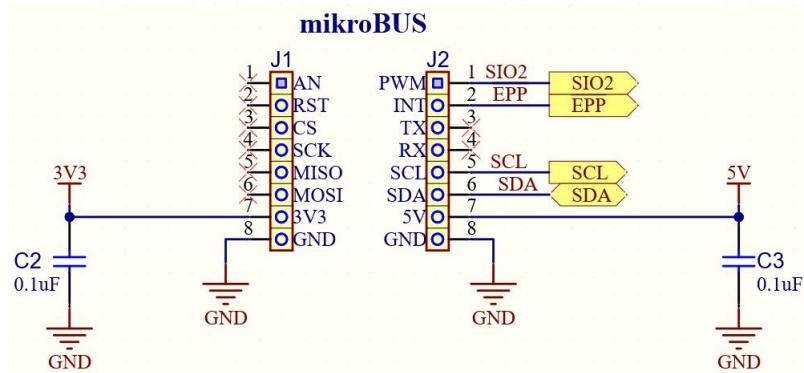 mikroBUS
J1 J2
1 AN PWM 1 SIO2 SIO2
2 RST INT 2 EPP EPP
3 CS TX 3
4 SCK RX 4
5 MISO SCL 5 SCL SCL
3V3 6 MOSI SDA 6 SDA SDA 5V
7 3V3 5V 7
8 GND GND 8
C2 C3
0.1uF 0.1uF
GND GND
GND GND